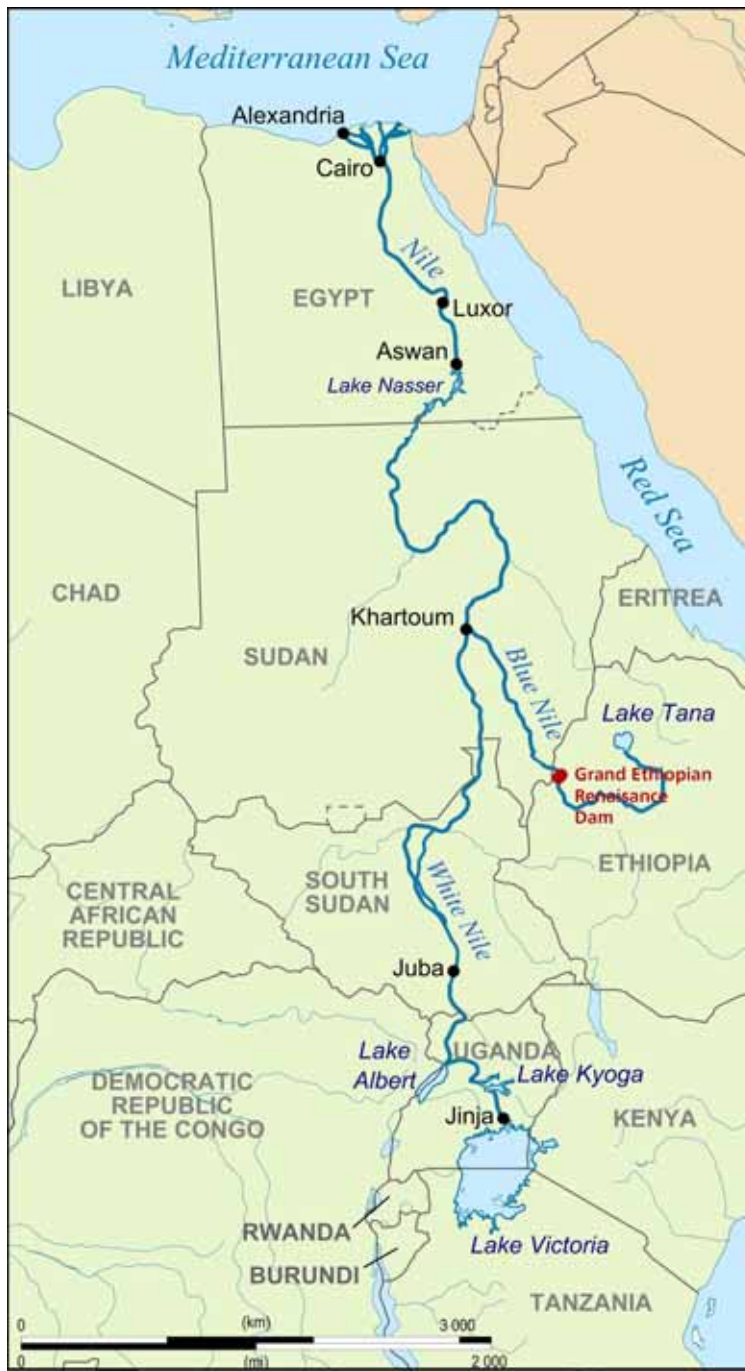 Mediterranean Sea
Alexandria
Cairo
Nile
LIBYA
EGYPT
Luxor
Aswan
Lake Nasser
Red Sea
CHAD
ERITREA
Khartoum
SUDAN
Blue Nile
Lake Tana
Grand Ethiopian
Renaisance
Dam
ETHIOPIA
CENTRAL
AFRICAN
REPUBLIC
SOUTH
SUDAN
White Nile
Juba
Lake
Albert
UGANDA
Lake Kyoga
DEMOCRATIC
REPUBLIC
OF THE CONGO
Jinja
KENYA
RWANDA
Lake Victoria
BURUNDI
TANZANIA
0 (km) 3 000
0 (mi) 2 000